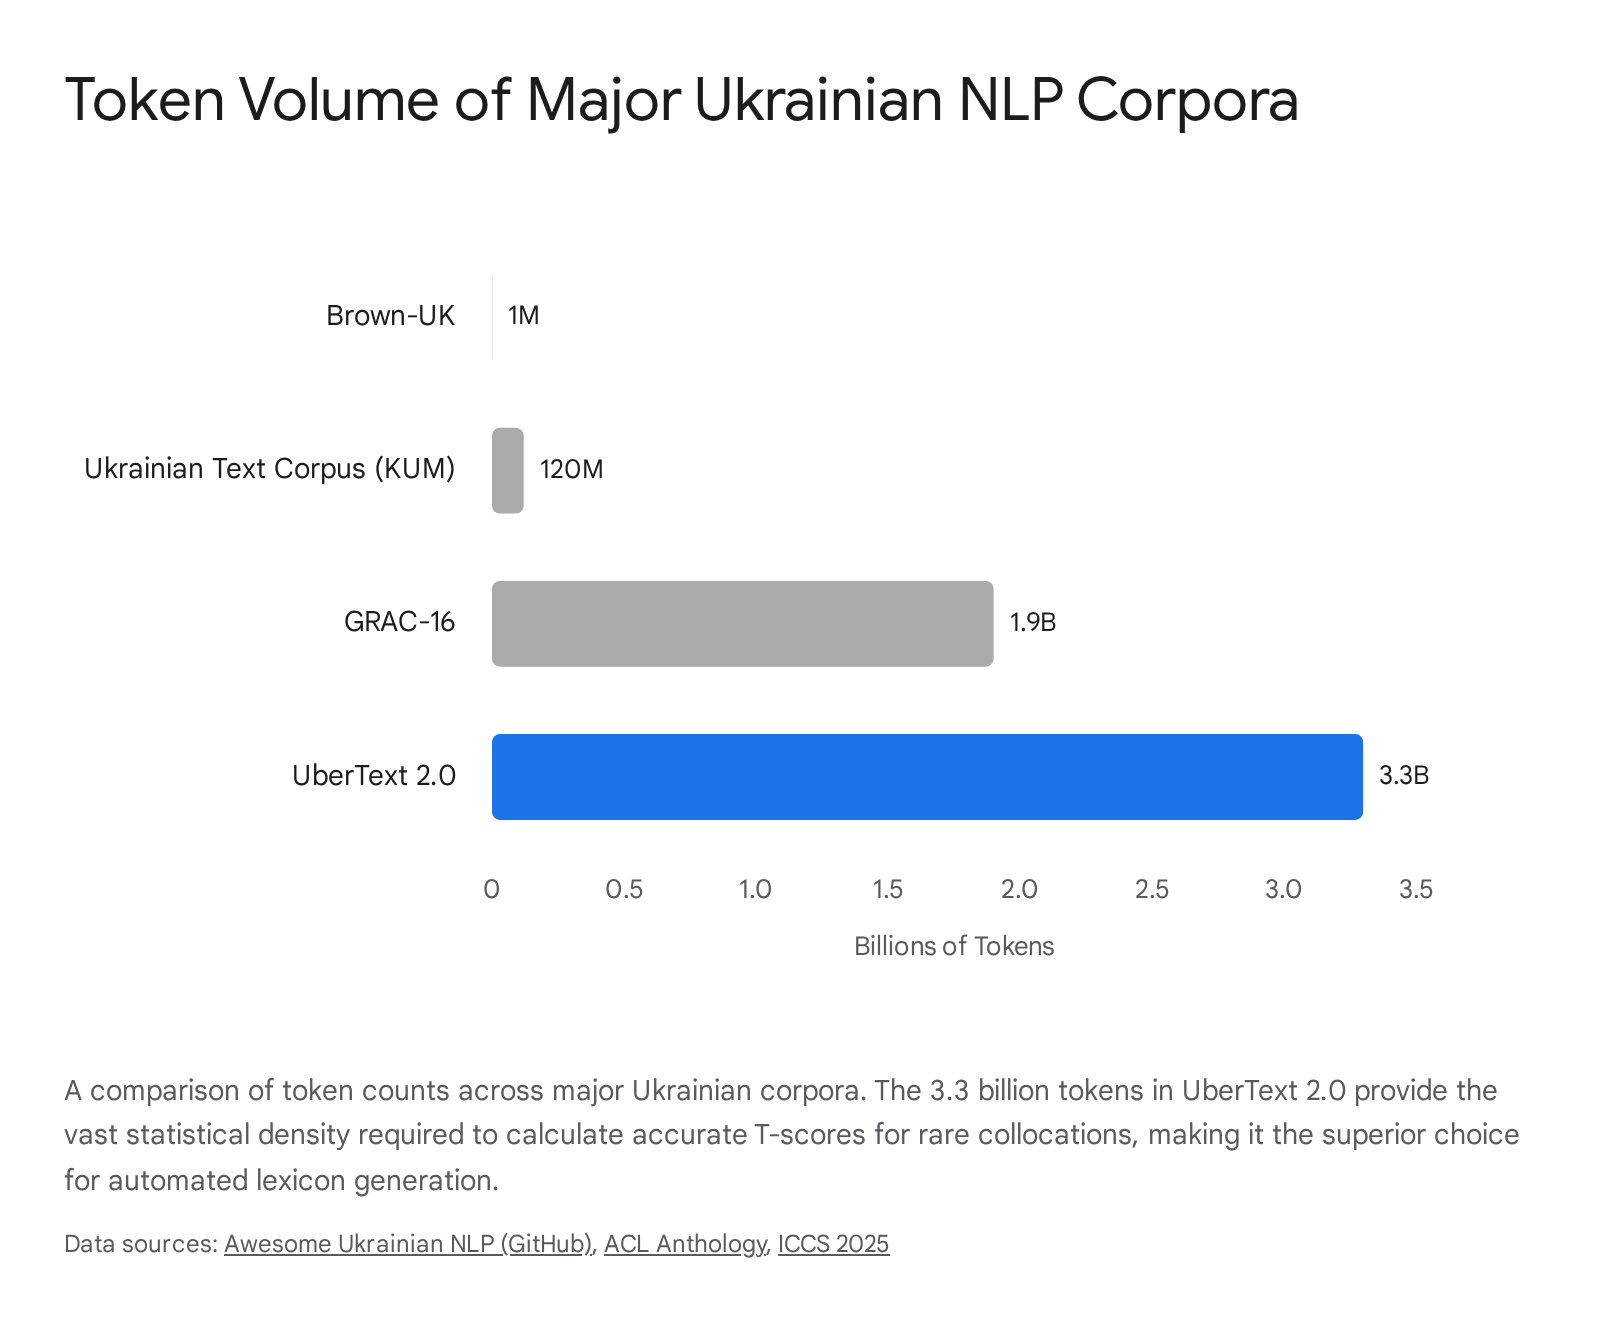 Token Volume of Major Ukrainian NLP Corpora
Brown-UK 1M
Ukrainian Text Corpus (KUM) 120M
GRAC-16 1.9B
UberText 2.0 3.3B
0 0.5 1.0 1.5 2.0 2.5 3.0 3.5
Billions of Tokens
A comparison of token counts across major Ukrainian corpora. The 3.3 billion tokens in UberText 2.0 provide the
vast statistical density required to calculate accurate T-scores for rare collocations, making it the superior choice
for automated lexicon generation.
Data sources: Awesome Ukrainian NLP (GitHub), ACL Anthology, ICCS 2025